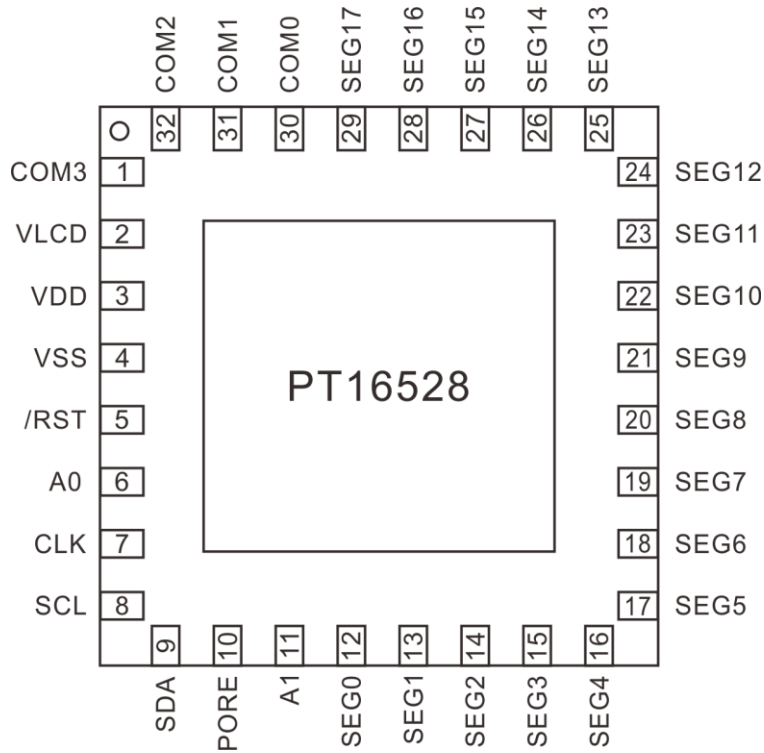 COM2 COM1 COM0 SEG17 SEG16 SEG15 SEG14 SEG13
32 31 30 29 28 27 26 25
COM3 1 24 SEG12
VLCD 2 23 SEG11
VDD 3 22 SEG10
VSS 4 21 SEG9
PT16528
/RST 5 20 SEG8
A0 6 19 SEG7
CLK 7 18 SEG6
SCL 8 17 SEG5
9 10 11 12 13 14 15 16
SDA PORE A1 SEG0 SEG1 SEG2 SEG3 SEG4